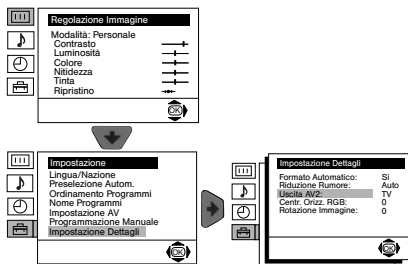 Regolazione Immagine
Modalità: Personale
Contrasto
Luminosità
Colore
Nitidezza
Tinta
Ripristino
OK
Impostazione
Lingua/Nazione
Preselezione Autom.
Ordinamento Programmi
Nome Programmi
Impostazione AV
Programmazione Manuale
Impostazione Dettagli
OK
Impostazione Dettagli
Formato Automatico: Si
Riduzione Rumore: Auto
Uscita AV2: TV
Centr. Orizz. RGB: 0
Rotazione Immagine: 0
OK